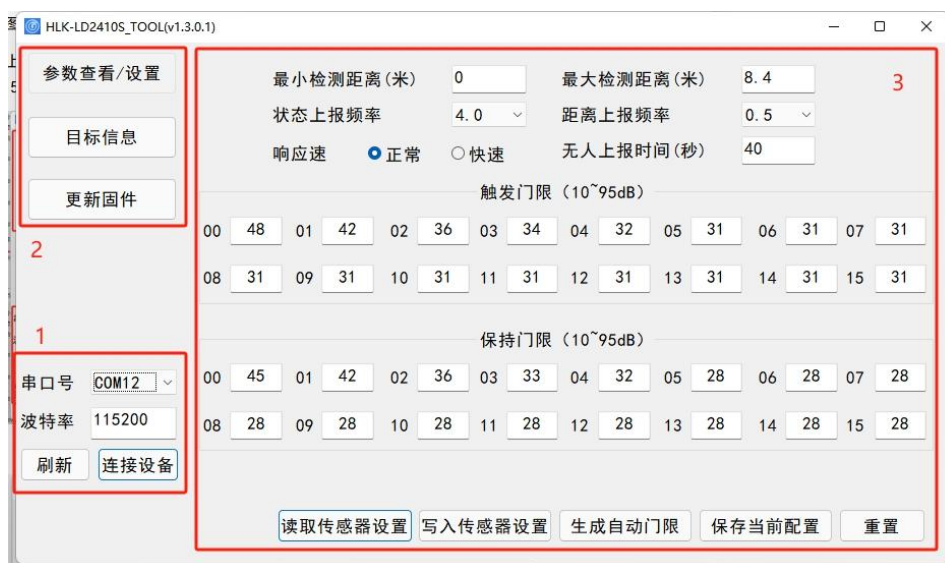 HLK-LD2410S_TOOL(v1.3.0.1)
参数查看/设置
目标信息
更新固件
2
1
串口号 COM12
波特率 115200
刷新 连接设备
3
最小检测距离(米) 0 最大检测距离(米) 8.4
状态上报频率 4.0 距离上报频率 0.5
响应速 正常 快速 无人上报时间(秒) 40
触发门限 (10~95dB)
00 48 01 42 02 36 03 34 04 32 05 31 06 31 07 31
08 31 09 31 10 31 11 31 12 31 13 31 14 31 15 31
保持门限 (10~95dB)
00 45 01 42 02 36 03 33 04 32 05 28 06 28 07 28
08 28 09 28 10 28 11 28 12 28 13 28 14 28 15 28
读取传感器设置 写入传感器设置 生成自动门限 保存当前配置 重置